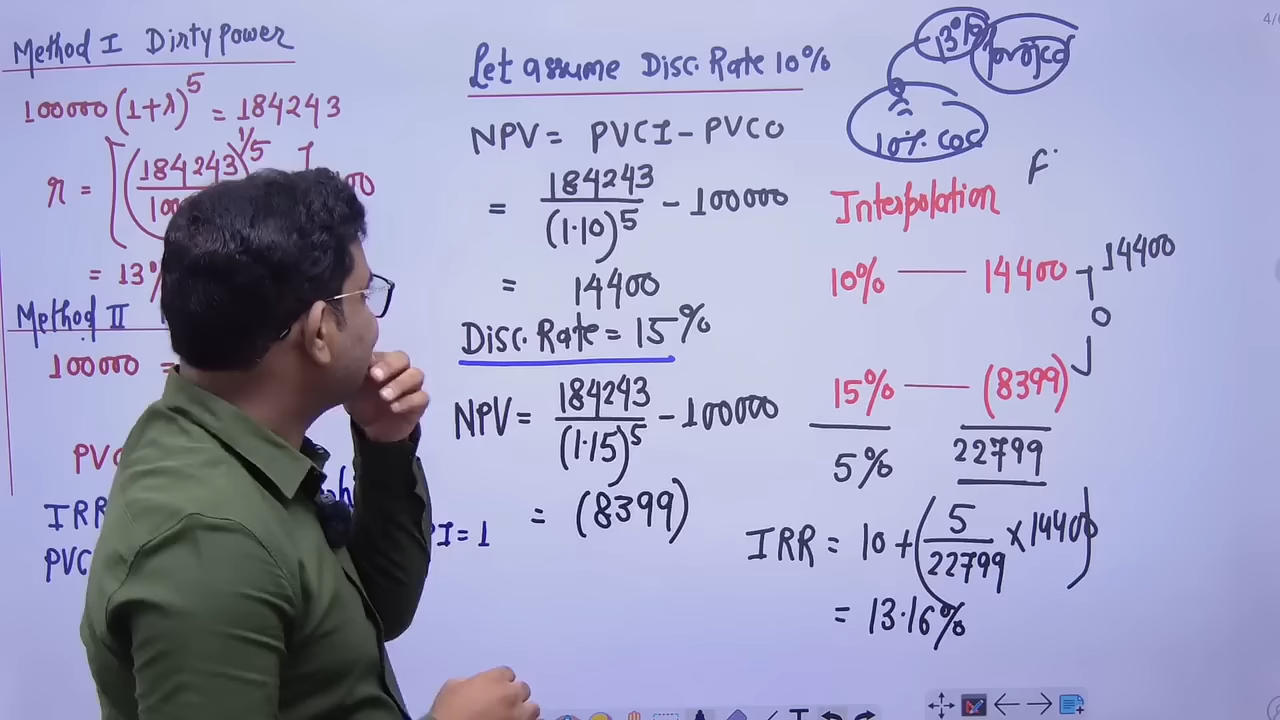 Method I Dirty power
100000(1+r)^5 = 184243
r = [(184243
= 13%
Method II
100000 =
IRR
PVC
PI = 1
Let assume Disc. Rate 10%
NPV = PVCI - PVCO
= 184243/(1.10)^5 - 100000
= 14400
Disc. Rate = 15%
NPV = 184243/(1.15)^5 - 100000
= (8399)
13%
project
10% COC
Interpolation
F
10% — 14400
14400
0
15% — (8399)
5% 22799
IRR = 10 + (5/22799 × 14400)
= 13.16%